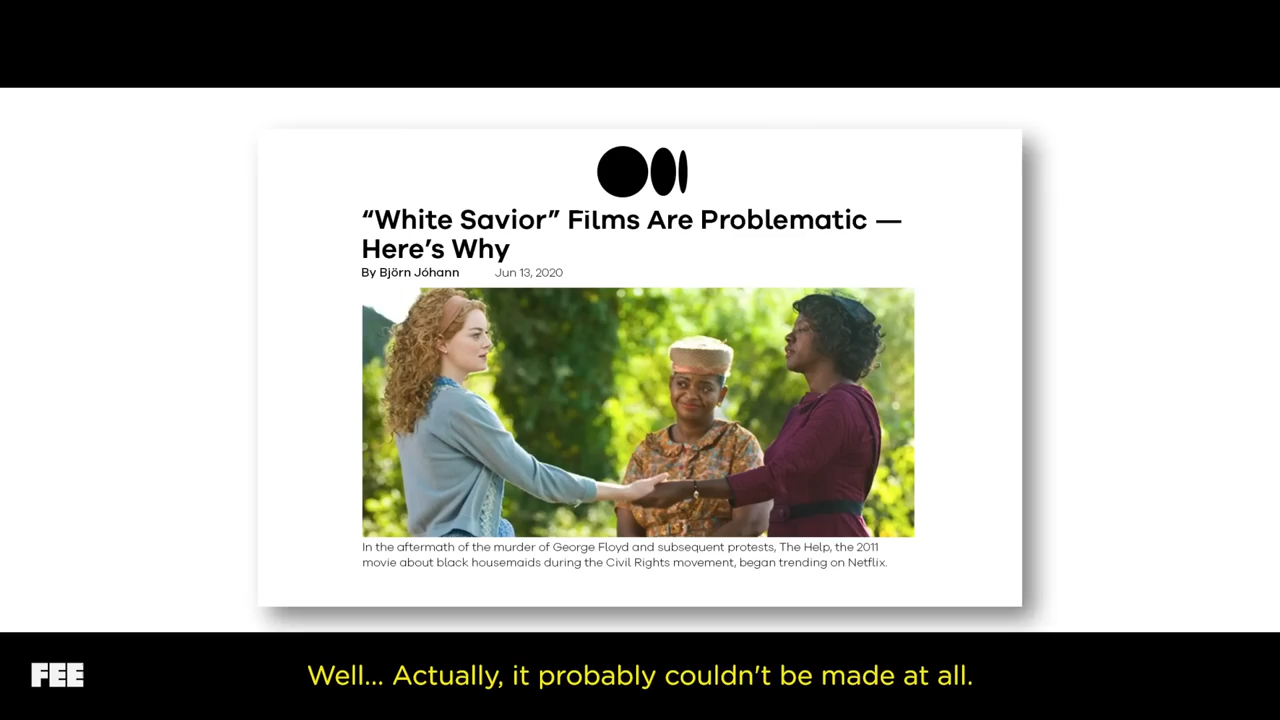 “White Savior” Films Are Problematic —
Here’s Why
By Björn Jóhann Jun 13, 2020
In the aftermath of the murder of George Floyd and subsequent protests, The Help, the 2011
movie about black housemaids during the Civil Rights movement, began trending on Netflix.
FEE
Well... Actually, it probably couldn't be made at all.